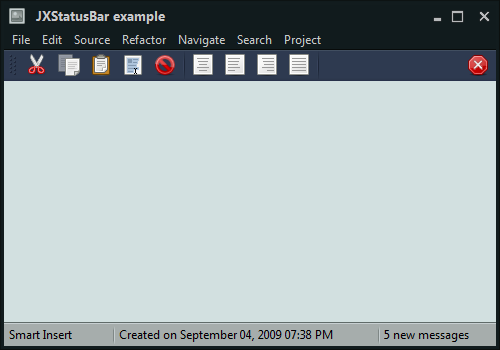 JXStatusBar example
File Edit Source Refactor Navigate Search Project
Smart Insert Created on September 04, 2009 07:38 PM 5 new messages